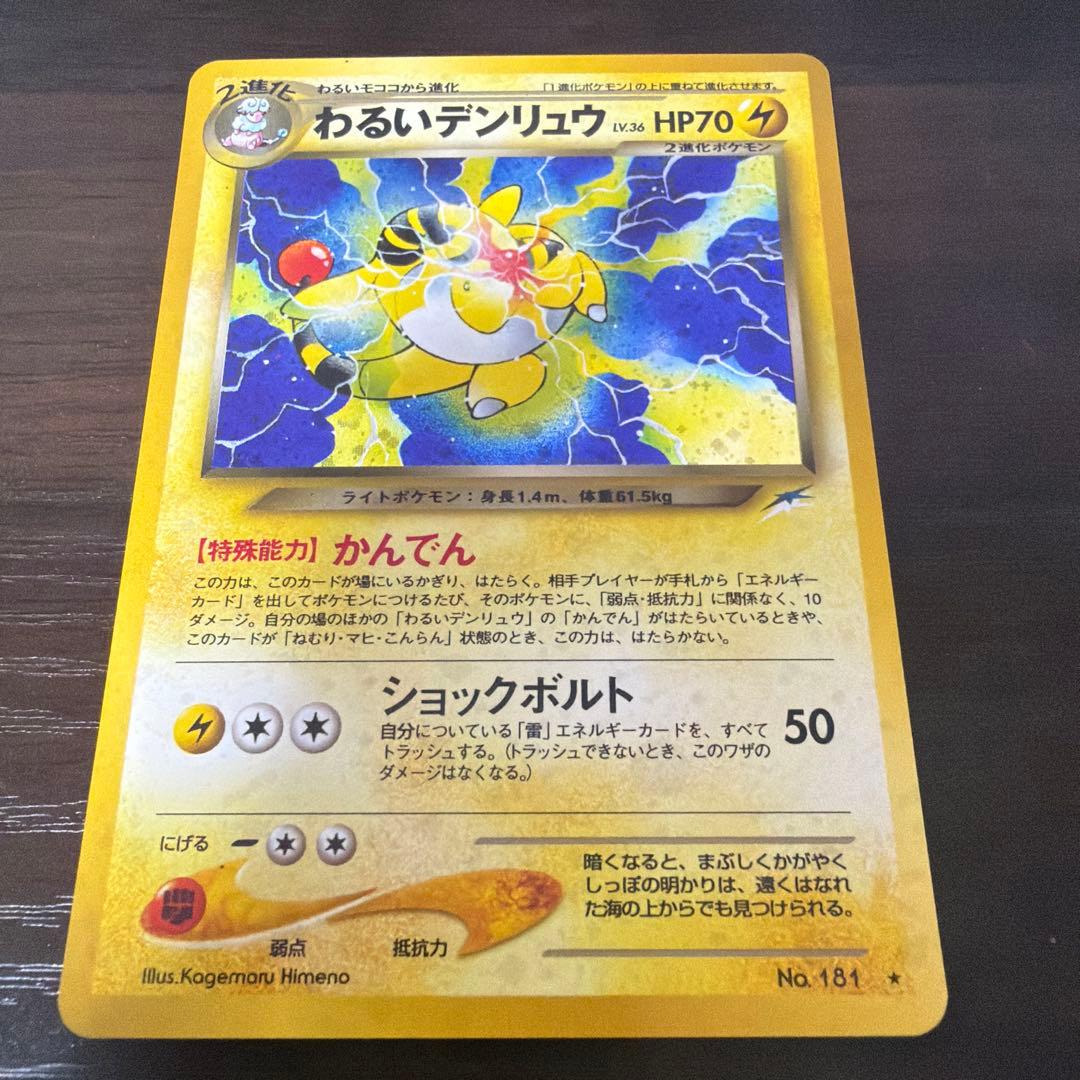 2進化
わるいモココから進化
「1進化ポケモン」の上に重ねて進化させます。
わるいデンリュウ LV.36 HP70
2進化ポケモン
ライトポケモン：身長1.4m、体重61.5kg
【特殊能力】かんでん
この力は、このカードが場にいるかぎり、はたらく。相手プレイヤーが手札から「エネルギー
カード」を出してポケモンにつけるたび、そのポケモンに、「弱点・抵抗力」に関係なく、10
ダメージ。自分の場のほかの「わるいデンリュウ」の「かんでん」がはたらいているときや、
このカードが「ねむり・マヒ・こんらん」状態のとき、この力は、はたらかない。
ショックボルト
自分についている「雷」エネルギーカードを、すべて
トラッシュする。（トラッシュできないとき、このワザの
ダメージはなくなる。）
50
にげる
暗くなると、まぶしくかがやく
しっぽの明かりは、遠くはなれ
た海の上からでも見つけられる。
弱点
抵抗力
Illus.Kagemaru Himeno
No. 181 ★